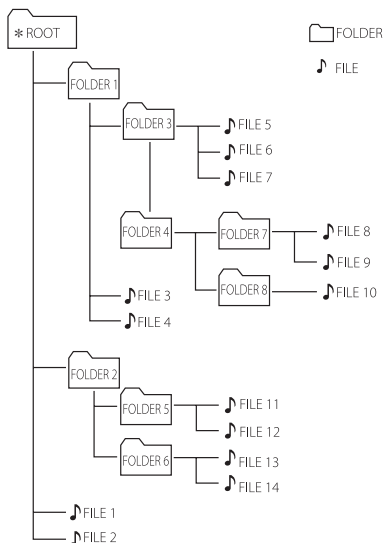 * ROOT
FOLDER
FILE
FOLDER 1
FOLDER 3
FILE 5
FILE 6
FILE 7
FOLDER 4
FOLDER 7
FILE 8
FILE 9
FOLDER 8
FILE 10
FILE 3
FILE 4
FOLDER 2
FOLDER 5
FILE 11
FILE 12
FOLDER 6
FILE 13
FILE 14
FILE 1
FILE 2